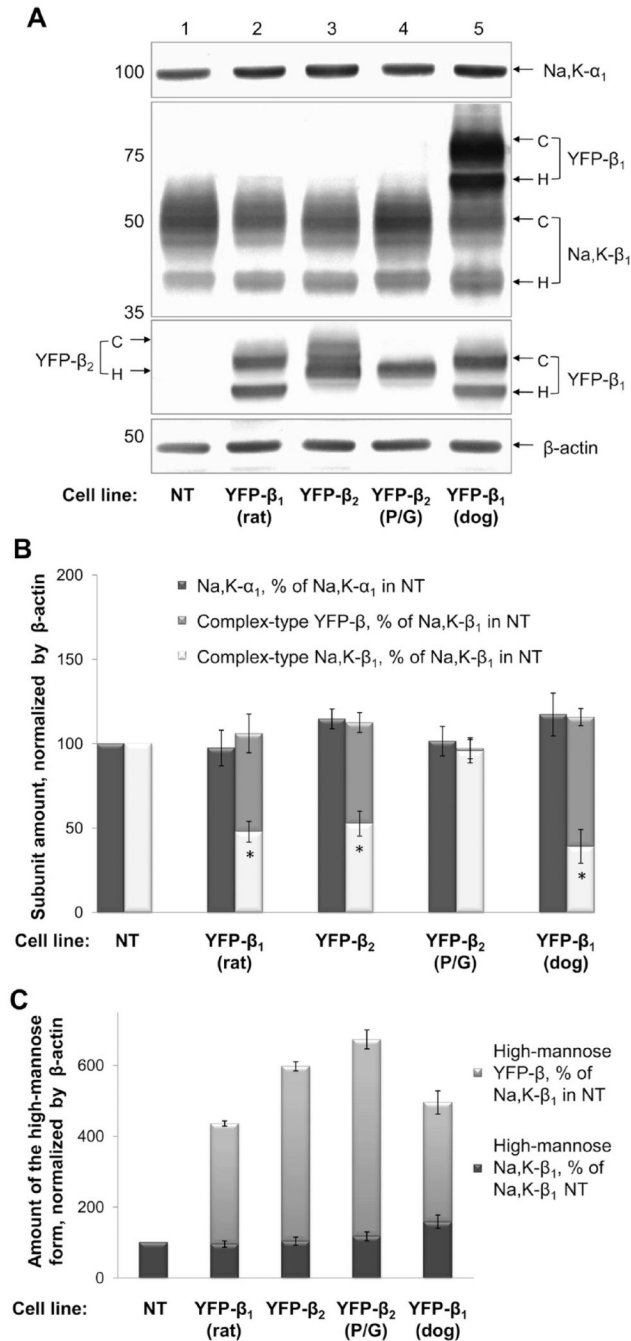 A
1 2 3 4 5
100
Na,K-α₁
75
C
YFP-β₁
H
50
C
Na,K-β₁
H
35
C
YFP-β₂
H
C
YFP-β₁
H
50
β-actin
Cell line: NT YFP-β₁ YFP-β₂ YFP-β₂ YFP-β₁
(rat) (P/G) (dog)
B
200
Na,K-α₁, % of Na,K-α₁ in NT
Complex-type YFP-β, % of Na,K-β₁ in NT
150
Complex-type Na,K-β₁, % of Na,K-β₁ in NT
100
50
* * *
0
Subunit amount, normalized by β-actin
Cell line: NT YFP-β₁ YFP-β₂ YFP-β₂ YFP-β₁
(rat) (P/G) (dog)
C
600
400
200
0
Amount of the high-mannose
form, normalized by β-actin
High-mannose
YFP-β, % of
Na,K-β₁ in NT
High-mannose
Na,K-β₁, % of
Na,K-β₁ NT
Cell line: NT YFP-β₁ YFP-β₂ YFP-β₂ YFP-β₁
(rat) (P/G) (dog)